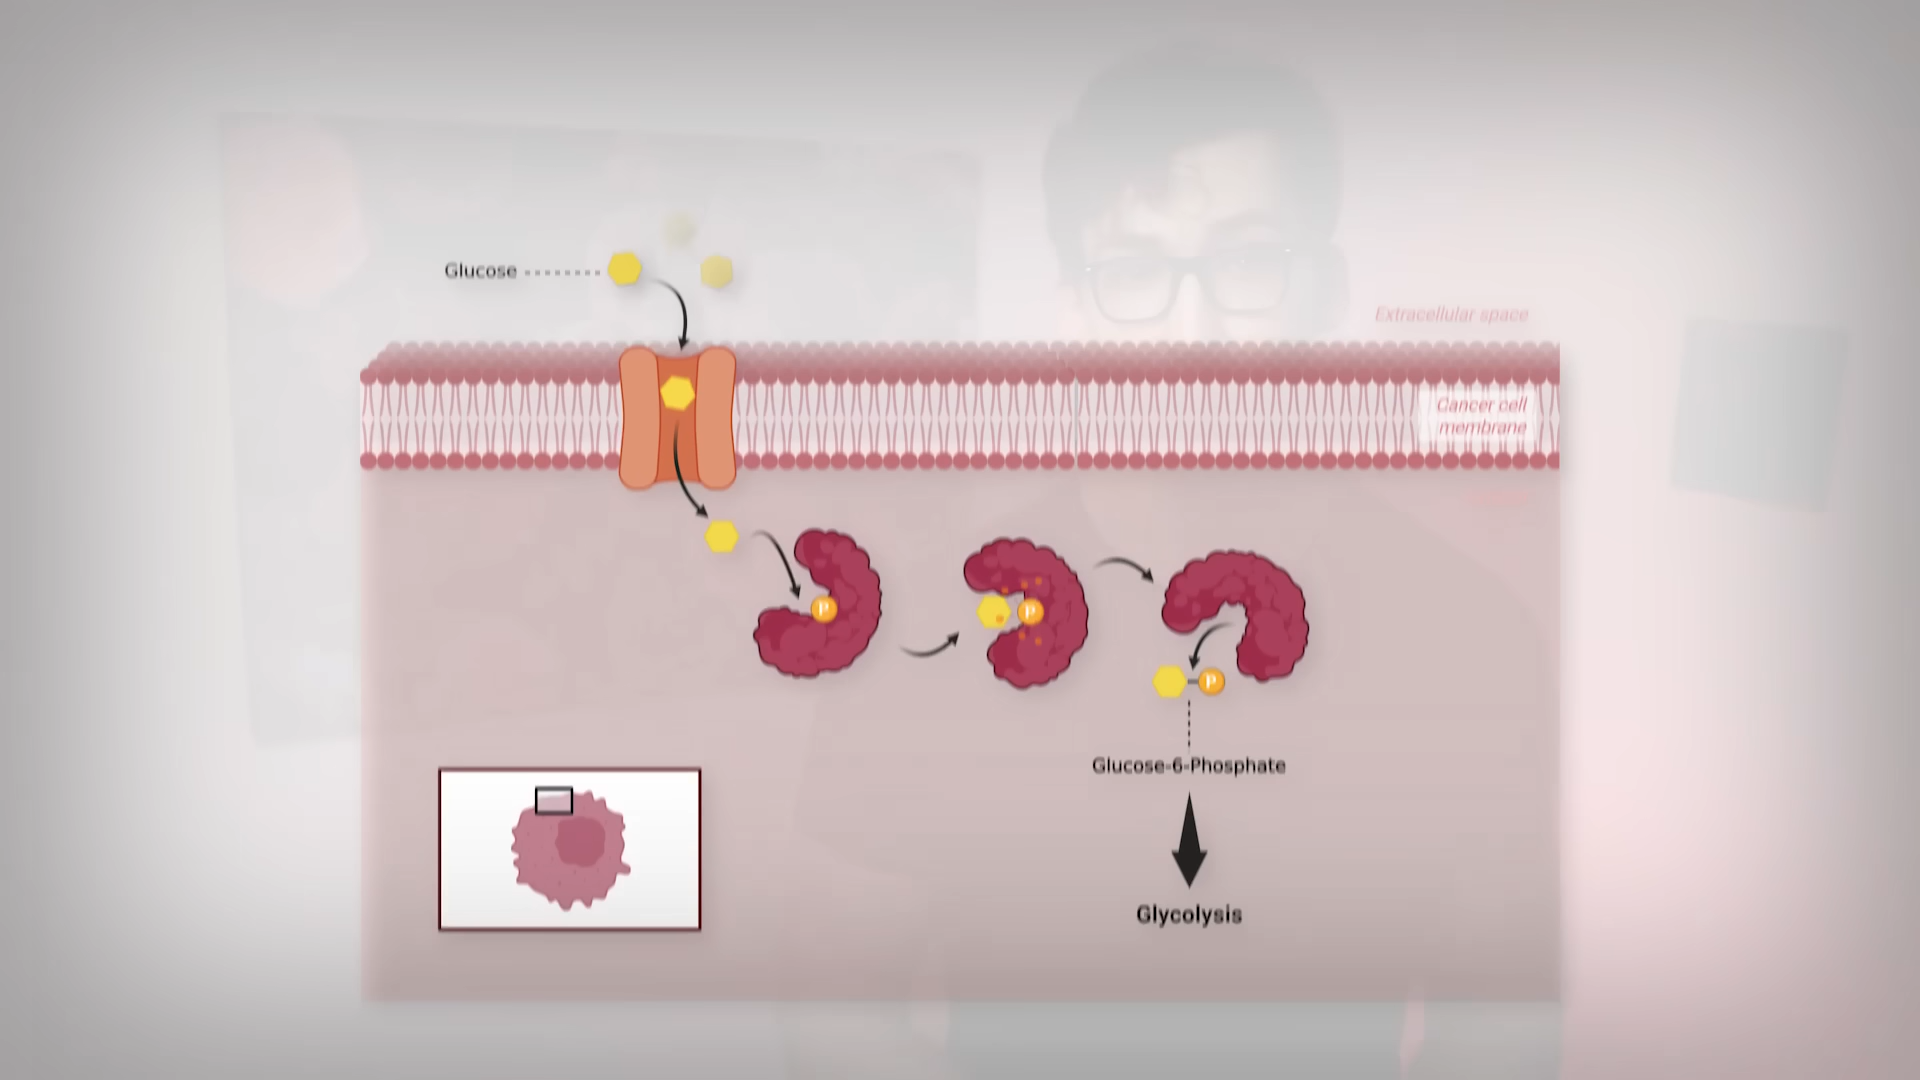 Glucose
Extracellular space
Cancer cell
membrane
P
P
P
Glucose-6-Phosphate
Glycolysis